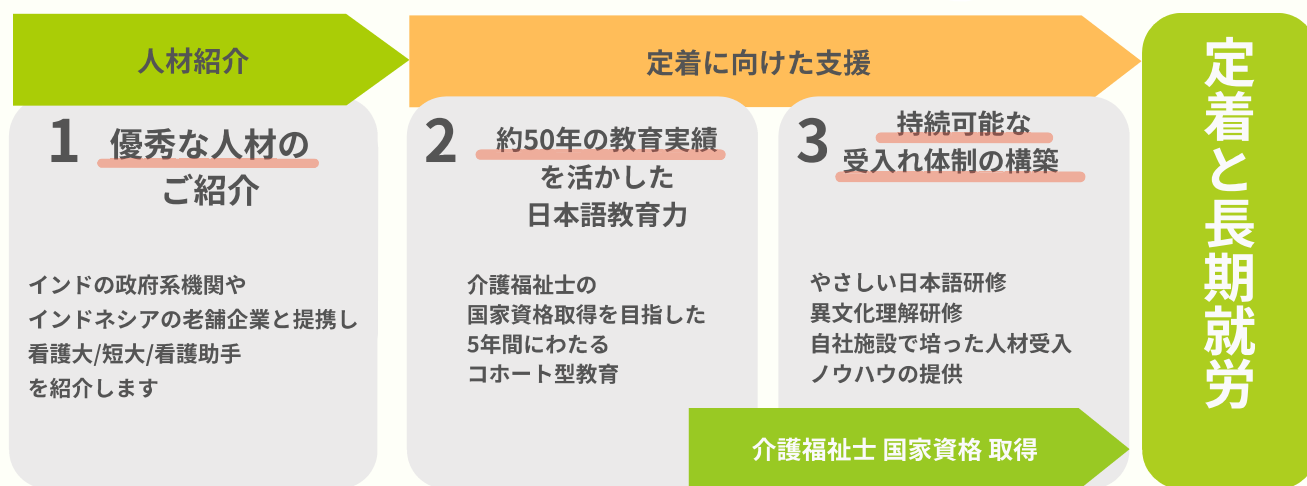 人材紹介
定着に向けた支援
1
優秀な人材の
ご紹介
インドの政府系機関や
インドネシアの老舗企業と提携し
看護大/短大/看護助手
を紹介します
2
約50年の教育実績
を活かした
日本語教育力
介護福祉士の
国家資格取得を目指した
5年間にわたる
コホート型教育
3
持続可能な
受入れ体制の構築
やさしい日本語研修
異文化理解研修
自社施設で培った人材受入
ノウハウの提供
介護福祉士 国家資格 取得
定着と長期就労